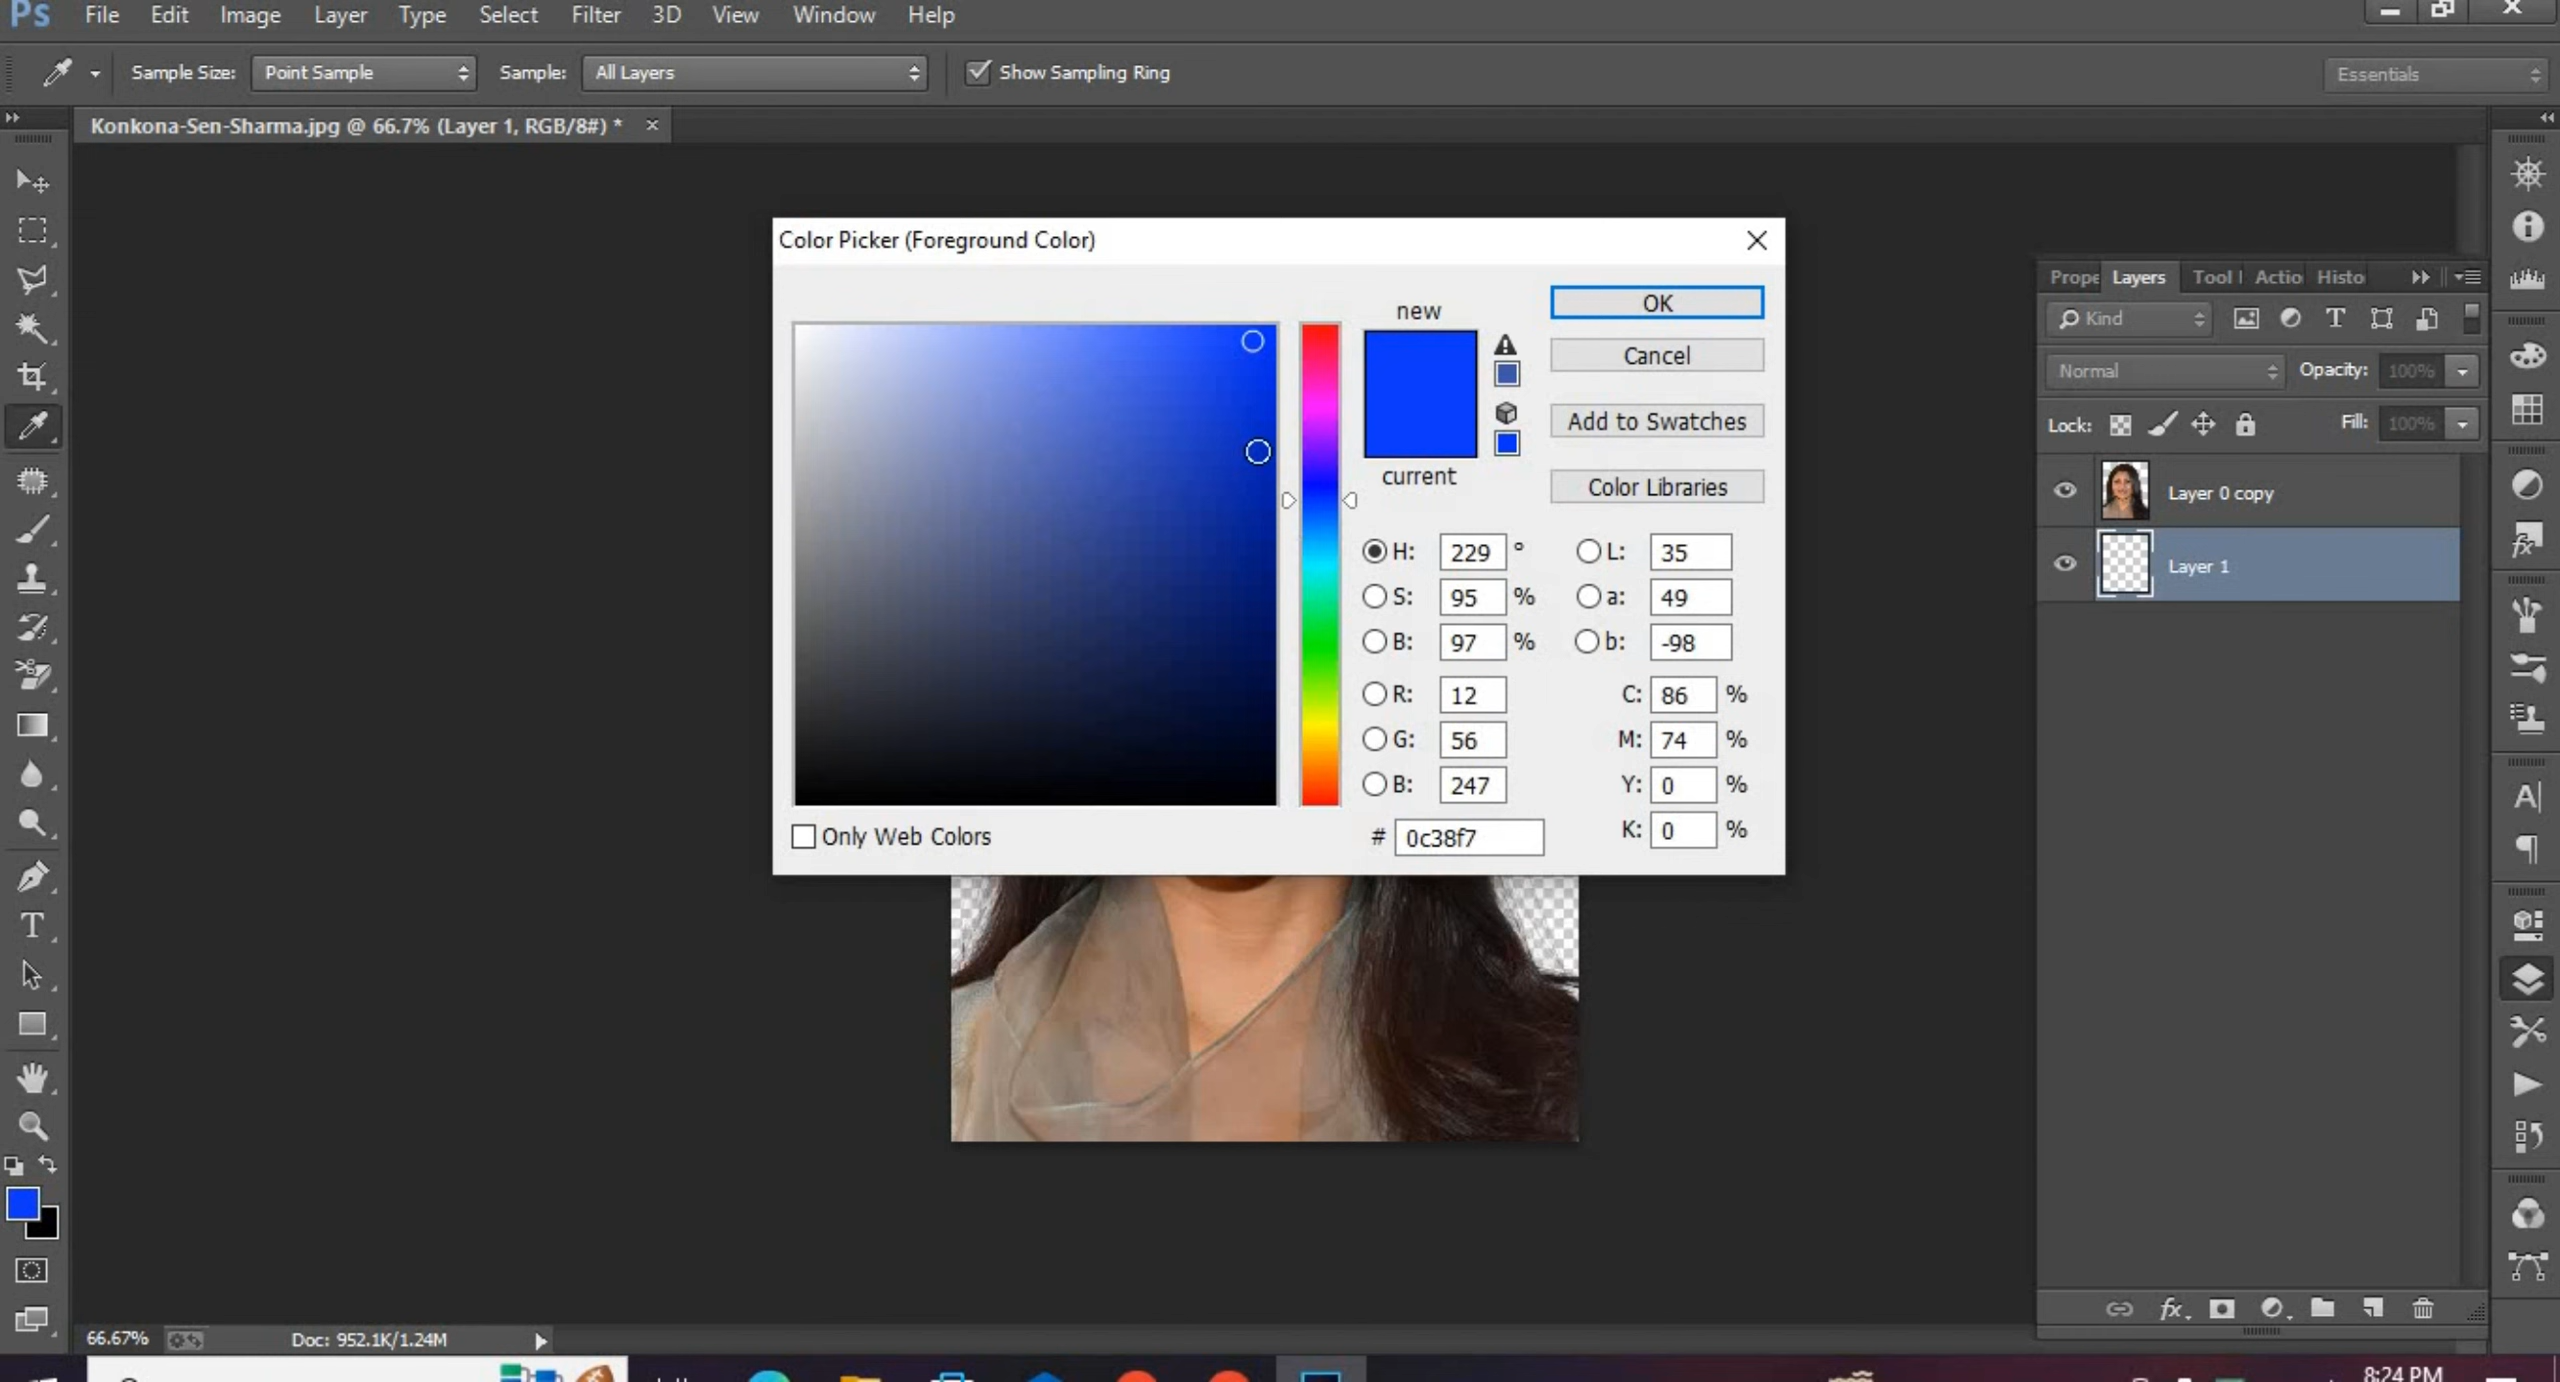 Ps File Edit Image Layer Type Select Filter 3D View Window Help
Sample Size: Point Sample Sample: All Layers Show Sampling Ring Essentials
Konkona-Sen-Sharma.jpg @ 66.7% (Layer 1, RGB/8#) * ×
Color Picker (Foreground Color)
new
current
OK
Cancel
Add to Swatches
Color Libraries
H: 229 ° L: 35
S: 95 % a: 49
B: 97 % b: -98
R: 12 C: 86 %
G: 56 M: 74 %
B: 247 Y: 0 %
# 0c38f7 K: 0 %
Only Web Colors
Prope Layers Tool I Actio Histo
Kind
Normal Opacity: 100%
Lock: Fill: 100%
Layer 0 copy
Layer 1
66.67% Doc: 952.1K/1.24M
8:24 PM